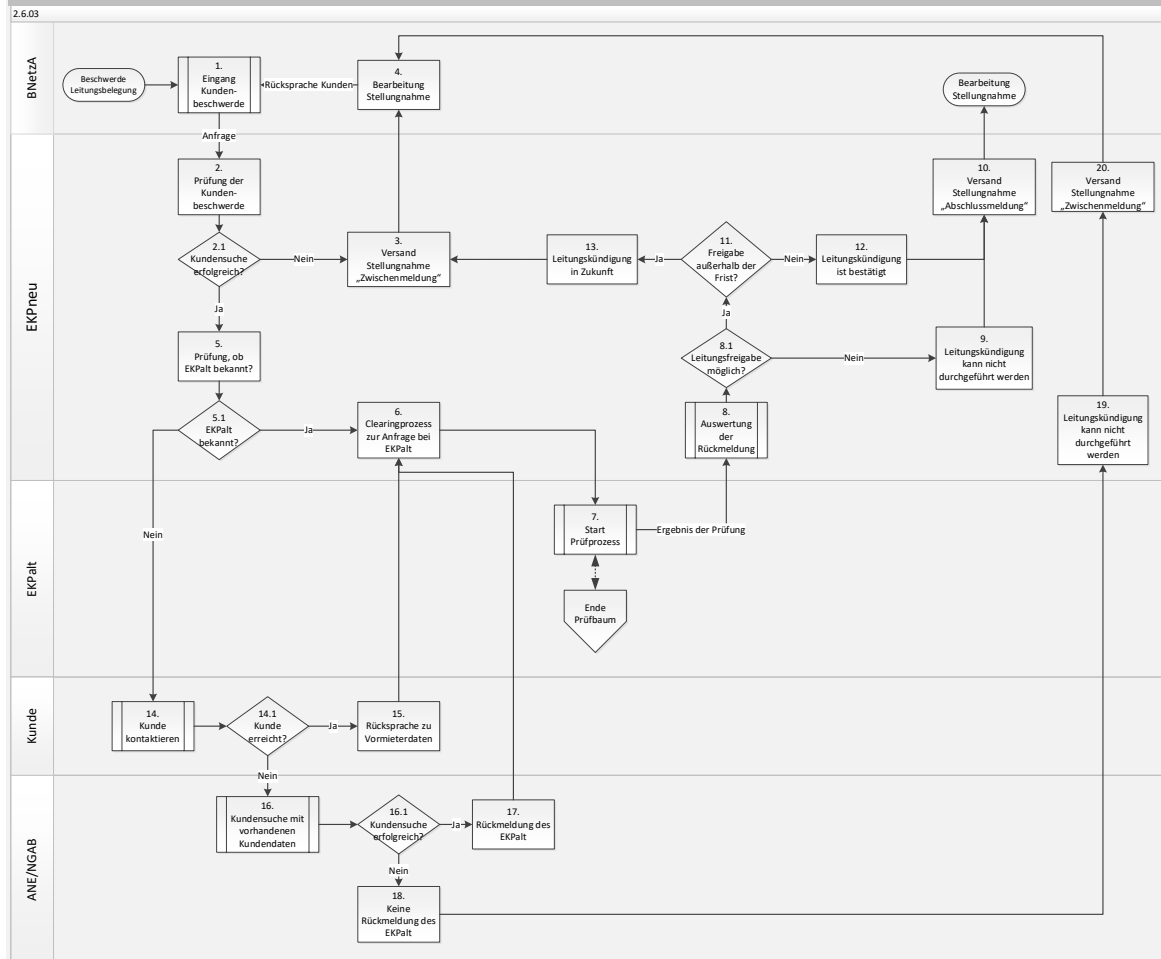 2.6.03
BNetzA
Beschwerde
Leitungsbelegung
1.
Eingang
Kunden-
beschwerde
Rücksprache Kunden
4.
Bearbeitung
Stellungnahme
Bearbeitung
Stellungnahme
Anfrage
EKPneu
2.
Prüfung der
Kunden-
beschwerde
10.
Versand
Stellungnahme
„Abschlussmeldung“
20.
Versand
Stellungnahme
„Zwischenmeldung“
2.1
Kundensuche
erfolgreich?
Nein
3.
Versand
Stellungnahme
„Zwischenmeldung“
13.
Leitungskündigung
in Zukunft
Ja
11.
Freigabe
außerhalb der
Frist?
Nein
12.
Leitungskündigung
ist bestätigt
Ja
Ja
5.
Prüfung, ob
EKPalt bekannt?
8.1
Leitungsfreigabe
möglich?
Nein
9.
Leitungskündigung
kann nicht
durchgeführt werden
5.1
EKPalt
bekannt?
Ja
6.
Clearingprozess
zur Anfrage bei
EKPalt
8.
Auswertung
der
Rückmeldung
19.
Leitungskündigung
kann nicht
durchgeführt
werden
EKPalt
Nein
7.
Start
Prüfprozess
Ergebnis der Prüfung
Ende
Prüfbaum
Kunde
14.
Kunde
kontaktieren
14.1
Kunde
erreicht?
Ja
15.
Rücksprache zu
Vormieterdaten
Nein
ANE/NGAB
16.
Kundensuche mit
vorhandenen
Kundendaten
16.1
Kundensuche
erfolgreich?
Ja
17.
Rückmeldung des
EKPalt
Nein
18.
Keine
Rückmeldung des
EKPalt